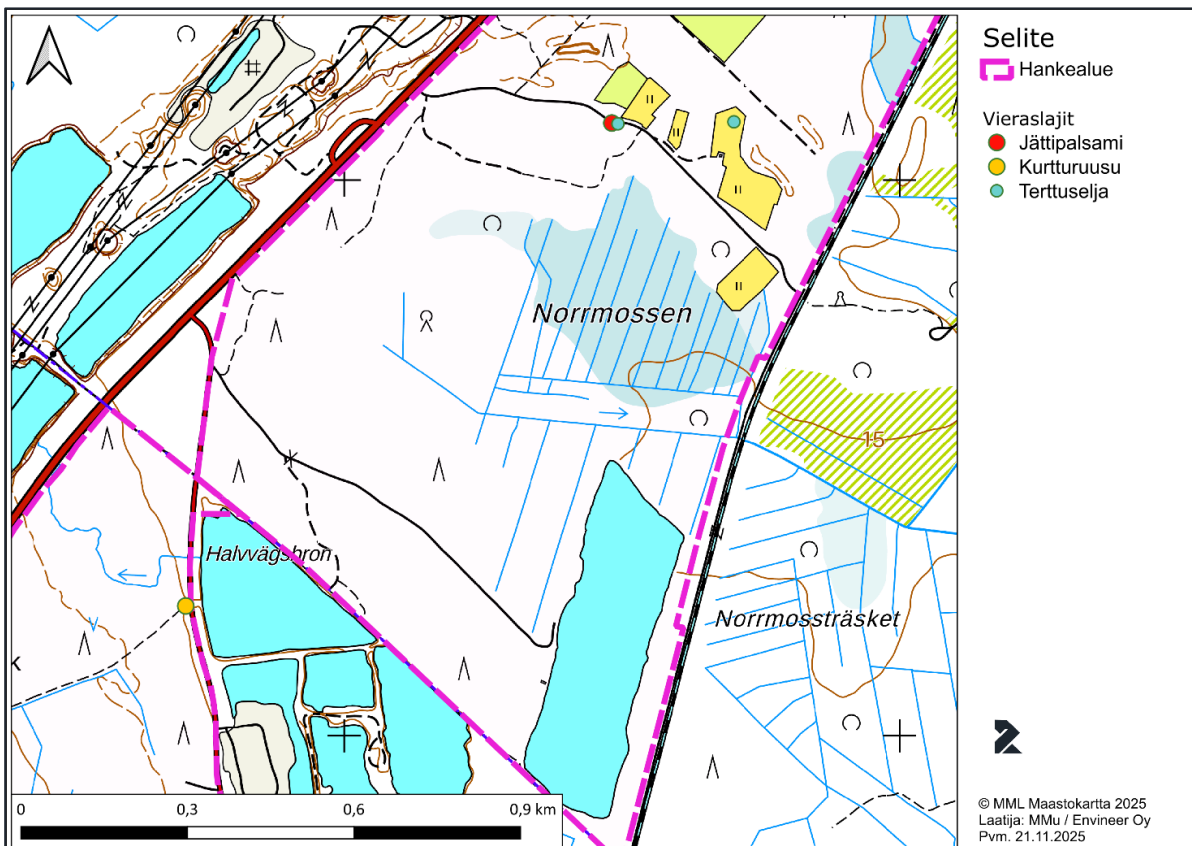 Norrmossen
15
Halvvägsbron
Norrmossträsket
k
0
0,3
0,6
0,9 km
Selite
Hankealue
Vieraslajit
Jättipalsami
Kurtturuusu
Terttuselja
© MML Maastokartta 2025
Laatija: MMu / Envineer Oy
Pvm. 21.11.2025